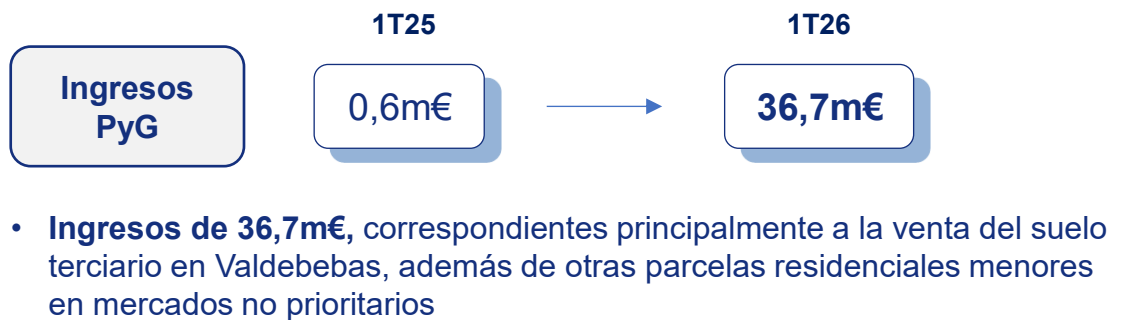 1T25
1T26
Ingresos
PyG
0,6m€
36,7m€
• Ingresos de 36,7m€, correspondientes principalmente a la venta del suelo
terciario en Valdebebas, además de otras parcelas residenciales menores
en mercados no prioritarios